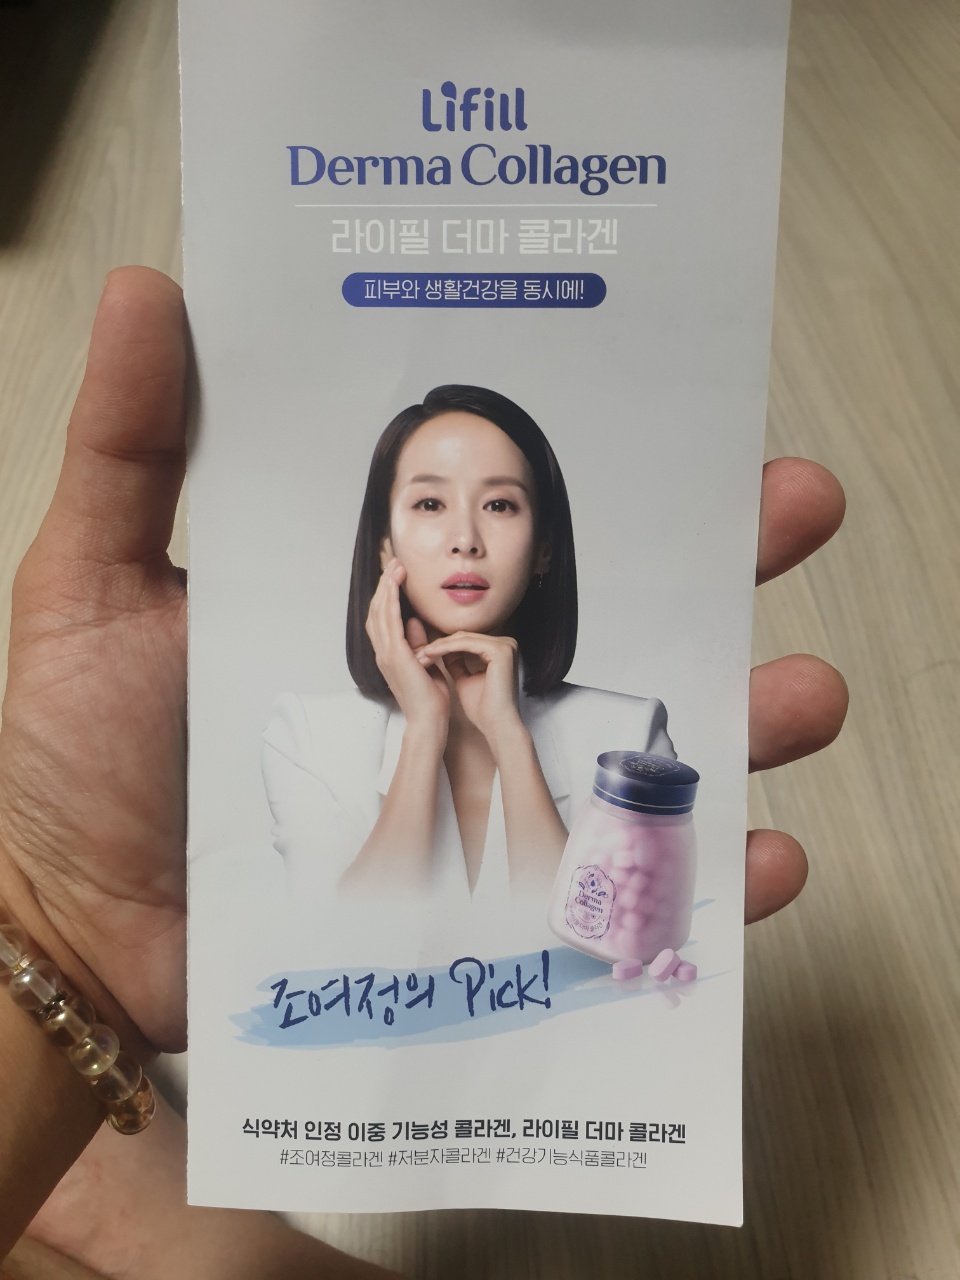 Lifill
Derma Collagen
라이필 더마 콜라겐
피부와 생활건강을 동시에!
Derma
Collagen
조여정의 Pick!
식약처 인정 이중 기능성 콜라겐, 라이필 더마 콜라겐
#조여정콜라겐 #저분자콜라겐 #건강기능식품콜라겐